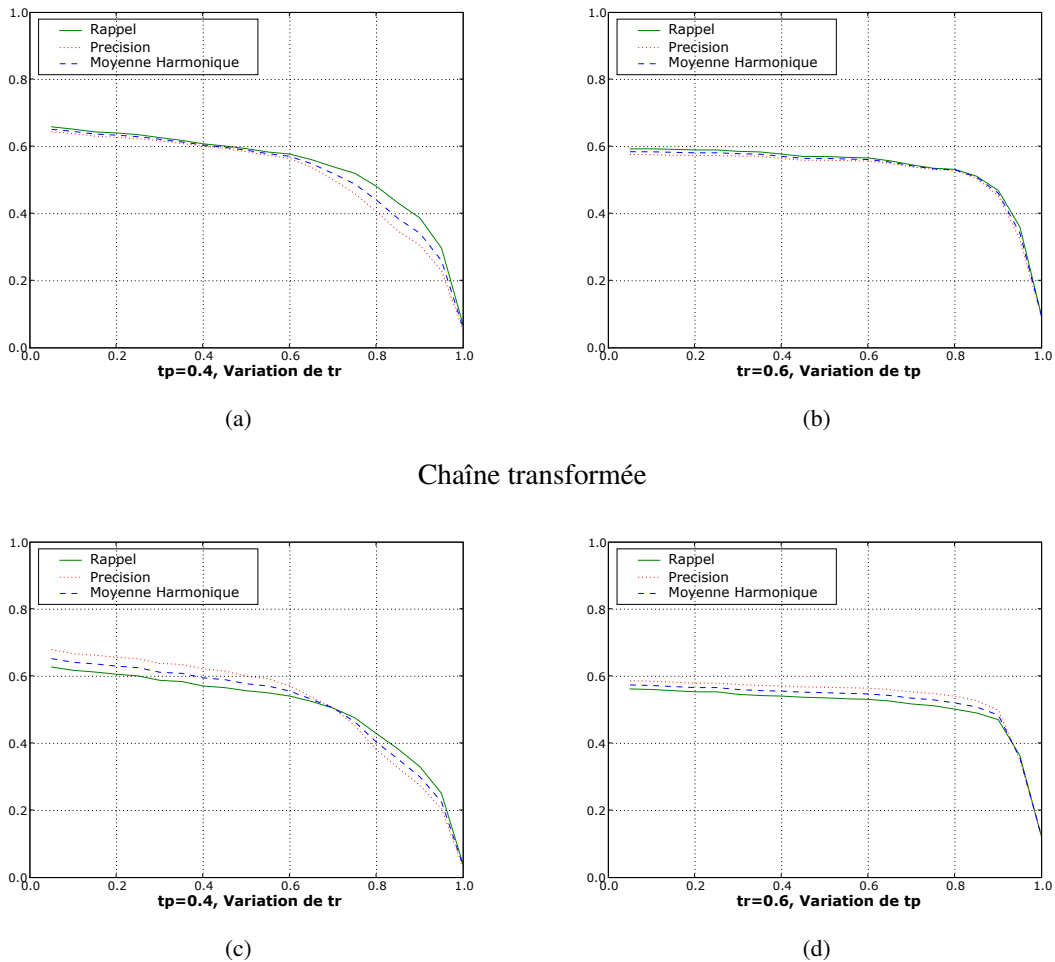 1.0
Rappel
Precision
Moyenne Harmonique
0.8
0.6
0.4
0.2
0.0
0.0 0.2 0.4 0.6 0.8 1.0
tp=0.4, Variation de tr
(a)
1.0
Rappel
Precision
Moyenne Harmonique
0.8
0.6
0.4
0.2
0.0
0.0 0.2 0.4 0.6 0.8 1.0
tr=0.6, Variation de tp
(b)
Chaîne transformée
1.0
Rappel
Precision
Moyenne Harmonique
0.8
0.6
0.4
0.2
0.0
0.0 0.2 0.4 0.6 0.8 1.0
tp=0.4, Variation de tr
(c)
1.0
Rappel
Precision
Moyenne Harmonique
0.8
0.6
0.4
0.2
0.0
0.0 0.2 0.4 0.6 0.8 1.0
tr=0.6, Variation de tp
(d)